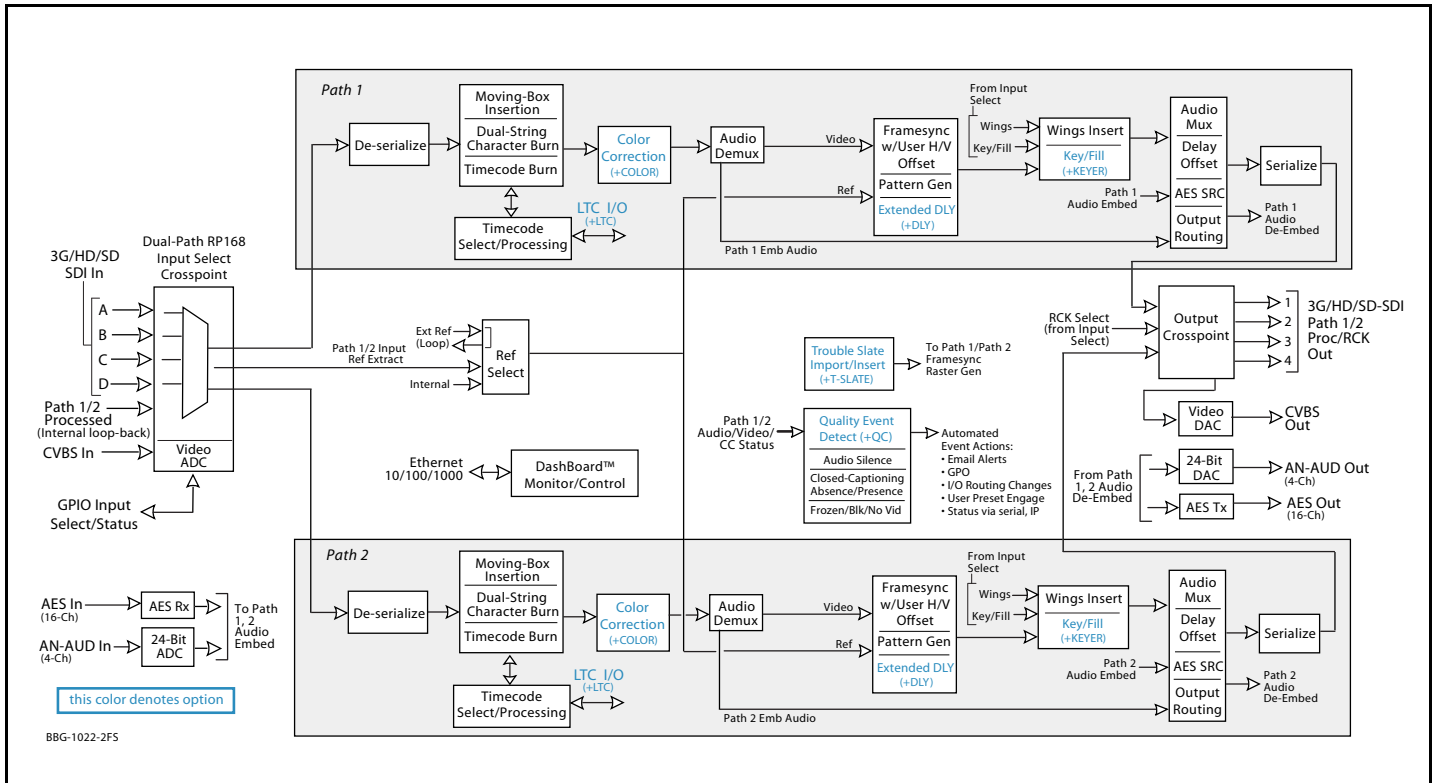 Path 1
De-serialize
Moving-Box
Insertion
Dual-String
Character Burn
Timecode Burn
LTC I/O
(+LTC)
Timecode
Select/Processing
Color
Correction
(+COLOR)
Audio
Demux
Video
Ref
Path 1 Emb Audio
Framesync
w/User H/V
Offset
Pattern Gen
Extended DLY
(+DLY)
From Input
Select
Wings
Key/Fill
Wings Insert
Key/Fill
(+KEYER)
Path 1
Audio Embed
Audio
Mux
Delay
Offset
AES SRC
Output
Routing
Serialize
Path 1
Audio
De-Embed
Dual-Path RP168
Input Select
Crosspoint
3G/HD/SD
SDI In
A
B
C
D
Path 1/2
Processed
(Internal loop-back)
CVBS In
Video
ADC
GPIO Input
Select/Status
Path 1/2 Input
Ref Extract
Ext Ref
(Loop)
Internal
Ref
Select
Ethernet
10/100/1000
DashBoard™
Monitor/Control
Trouble Slate
Import/Insert
(+T-SLATE)
To Path 1/Path 2
Framesync
Raster Gen
Path 1/2
Audio/Video/
CC Status
Quality Event
Detect (+QC)
Audio Silence
Closed-Captioning
Absence/Presence
Frozen/Blk/No Vid
Automated
Event Actions:
• Email Alerts
• GPO
• I/O Routing Changes
• User Preset Engage
• Status via serial, IP
RCK Select
(from Input
Select)
Output
Crosspoint
1
2
3
4
3G/HD/SD-SDI
Path 1/2
Proc/RCK
Out
Video
DAC
CVBS
Out
From Path
1, 2 Audio
De-Embed
24-Bit
DAC
AN-AUD Out
(4-Ch)
AES Tx
AES Out
(16-Ch)
Path 2
De-serialize
Moving-Box
Insertion
Dual-String
Character Burn
Timecode Burn
LTC I/O
(+LTC)
Timecode
Select/Processing
Color
Correction
(+COLOR)
Audio
Demux
Video
Ref
Path 2 Emb Audio
Framesync
w/User H/V
Offset
Pattern Gen
Extended DLY
(+DLY)
From Input
Select
Wings
Key/Fill
Wings Insert
Key/Fill
(+KEYER)
Path 2
Audio Embed
Audio
Mux
Delay
Offset
AES SRC
Output
Routing
Serialize
Path 2
Audio
De-Embed
AES In
(16-Ch)
AES Rx
AN-AUD In
(4-Ch)
24-Bit
ADC
To Path
1, 2
Audio
Embed
this color denotes option
BBG-1022-2FS